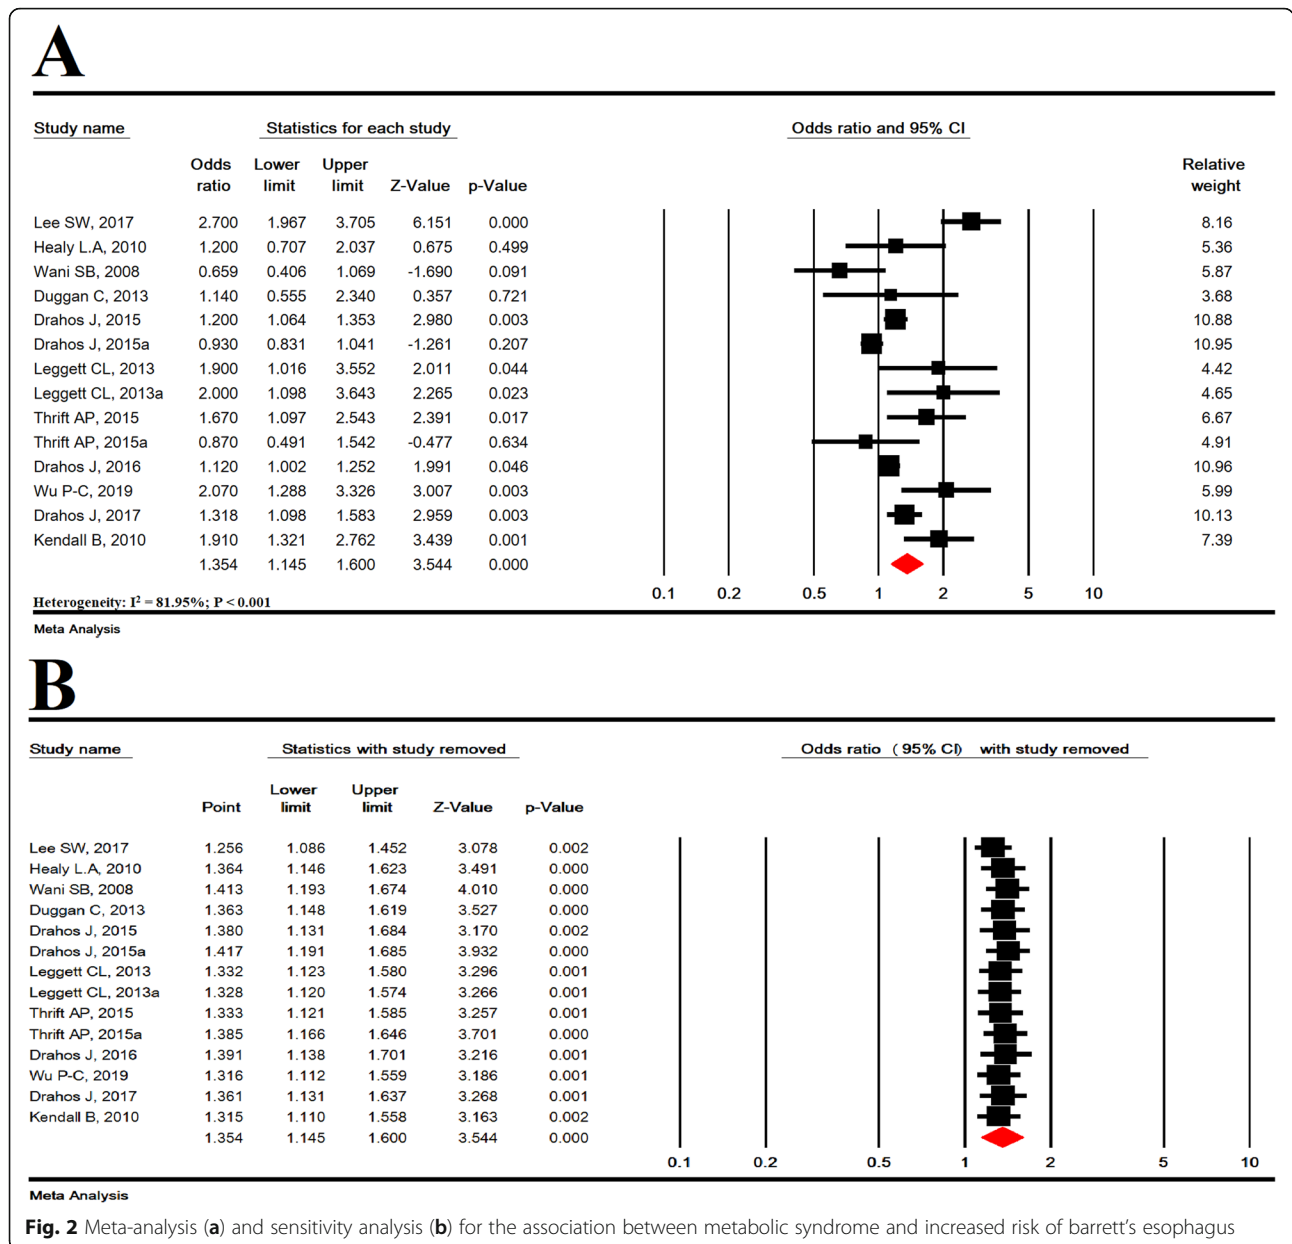 A
Study name Statistics for each study Odds ratio and 95% CI
Odds Lower Upper Relative
ratio limit limit Z-Value p-Value weight
Lee SW, 2017 2.700 1.967 3.705 6.151 0.000 8.16
Healy L.A, 2010 1.200 0.707 2.037 0.675 0.499 5.36
Wani SB, 2008 0.659 0.406 1.069 -1.690 0.091 5.87
Duggan C, 2013 1.140 0.555 2.340 0.357 0.721 3.68
Drahos J, 2015 1.200 1.064 1.353 2.980 0.003 10.88
Drahos J, 2015a 0.930 0.831 1.041 -1.261 0.207 10.95
Leggett CL, 2013 1.900 1.016 3.552 2.011 0.044 4.42
Leggett CL, 2013a 2.000 1.098 3.643 2.265 0.023 4.65
Thrift AP, 2015 1.670 1.097 2.543 2.391 0.017 6.67
Thrift AP, 2015a 0.870 0.491 1.542 -0.477 0.634 4.91
Drahos J, 2016 1.120 1.002 1.252 1.991 0.046 10.96
Wu P-C, 2019 2.070 1.288 3.326 3.007 0.003 5.99
Drahos J, 2017 1.318 1.098 1.583 2.959 0.003 10.13
Kendall B, 2010 1.910 1.321 2.762 3.439 0.001 7.39
1.354 1.145 1.600 3.544 0.000
0.1 0.2 0.5 1 2 5 10
Heterogeneity: I² = 81.95%; P < 0.001
Meta Analysis
B
Study name Statistics with study removed Odds ratio ( 95% CI) with study removed
Lower Upper
Point limit limit Z-Value p-Value
Lee SW, 2017 1.256 1.086 1.452 3.078 0.002
Healy L.A, 2010 1.364 1.146 1.623 3.491 0.000
Wani SB, 2008 1.413 1.193 1.674 4.010 0.000
Duggan C, 2013 1.363 1.148 1.619 3.527 0.000
Drahos J, 2015 1.380 1.131 1.684 3.170 0.002
Drahos J, 2015a 1.417 1.191 1.685 3.932 0.000
Leggett CL, 2013 1.332 1.123 1.580 3.296 0.001
Leggett CL, 2013a 1.328 1.120 1.574 3.266 0.001
Thrift AP, 2015 1.333 1.121 1.585 3.257 0.001
Thrift AP, 2015a 1.385 1.166 1.646 3.701 0.000
Drahos J, 2016 1.391 1.138 1.701 3.216 0.001
Wu P-C, 2019 1.316 1.112 1.559 3.186 0.001
Drahos J, 2017 1.361 1.131 1.637 3.268 0.001
Kendall B, 2010 1.315 1.110 1.558 3.163 0.002
1.354 1.145 1.600 3.544 0.000
0.1 0.2 0.5 1 2 5 10
Meta Analysis
Fig. 2 Meta-analysis (a) and sensitivity analysis (b) for the association between metabolic syndrome and increased risk of barrett's esophagus